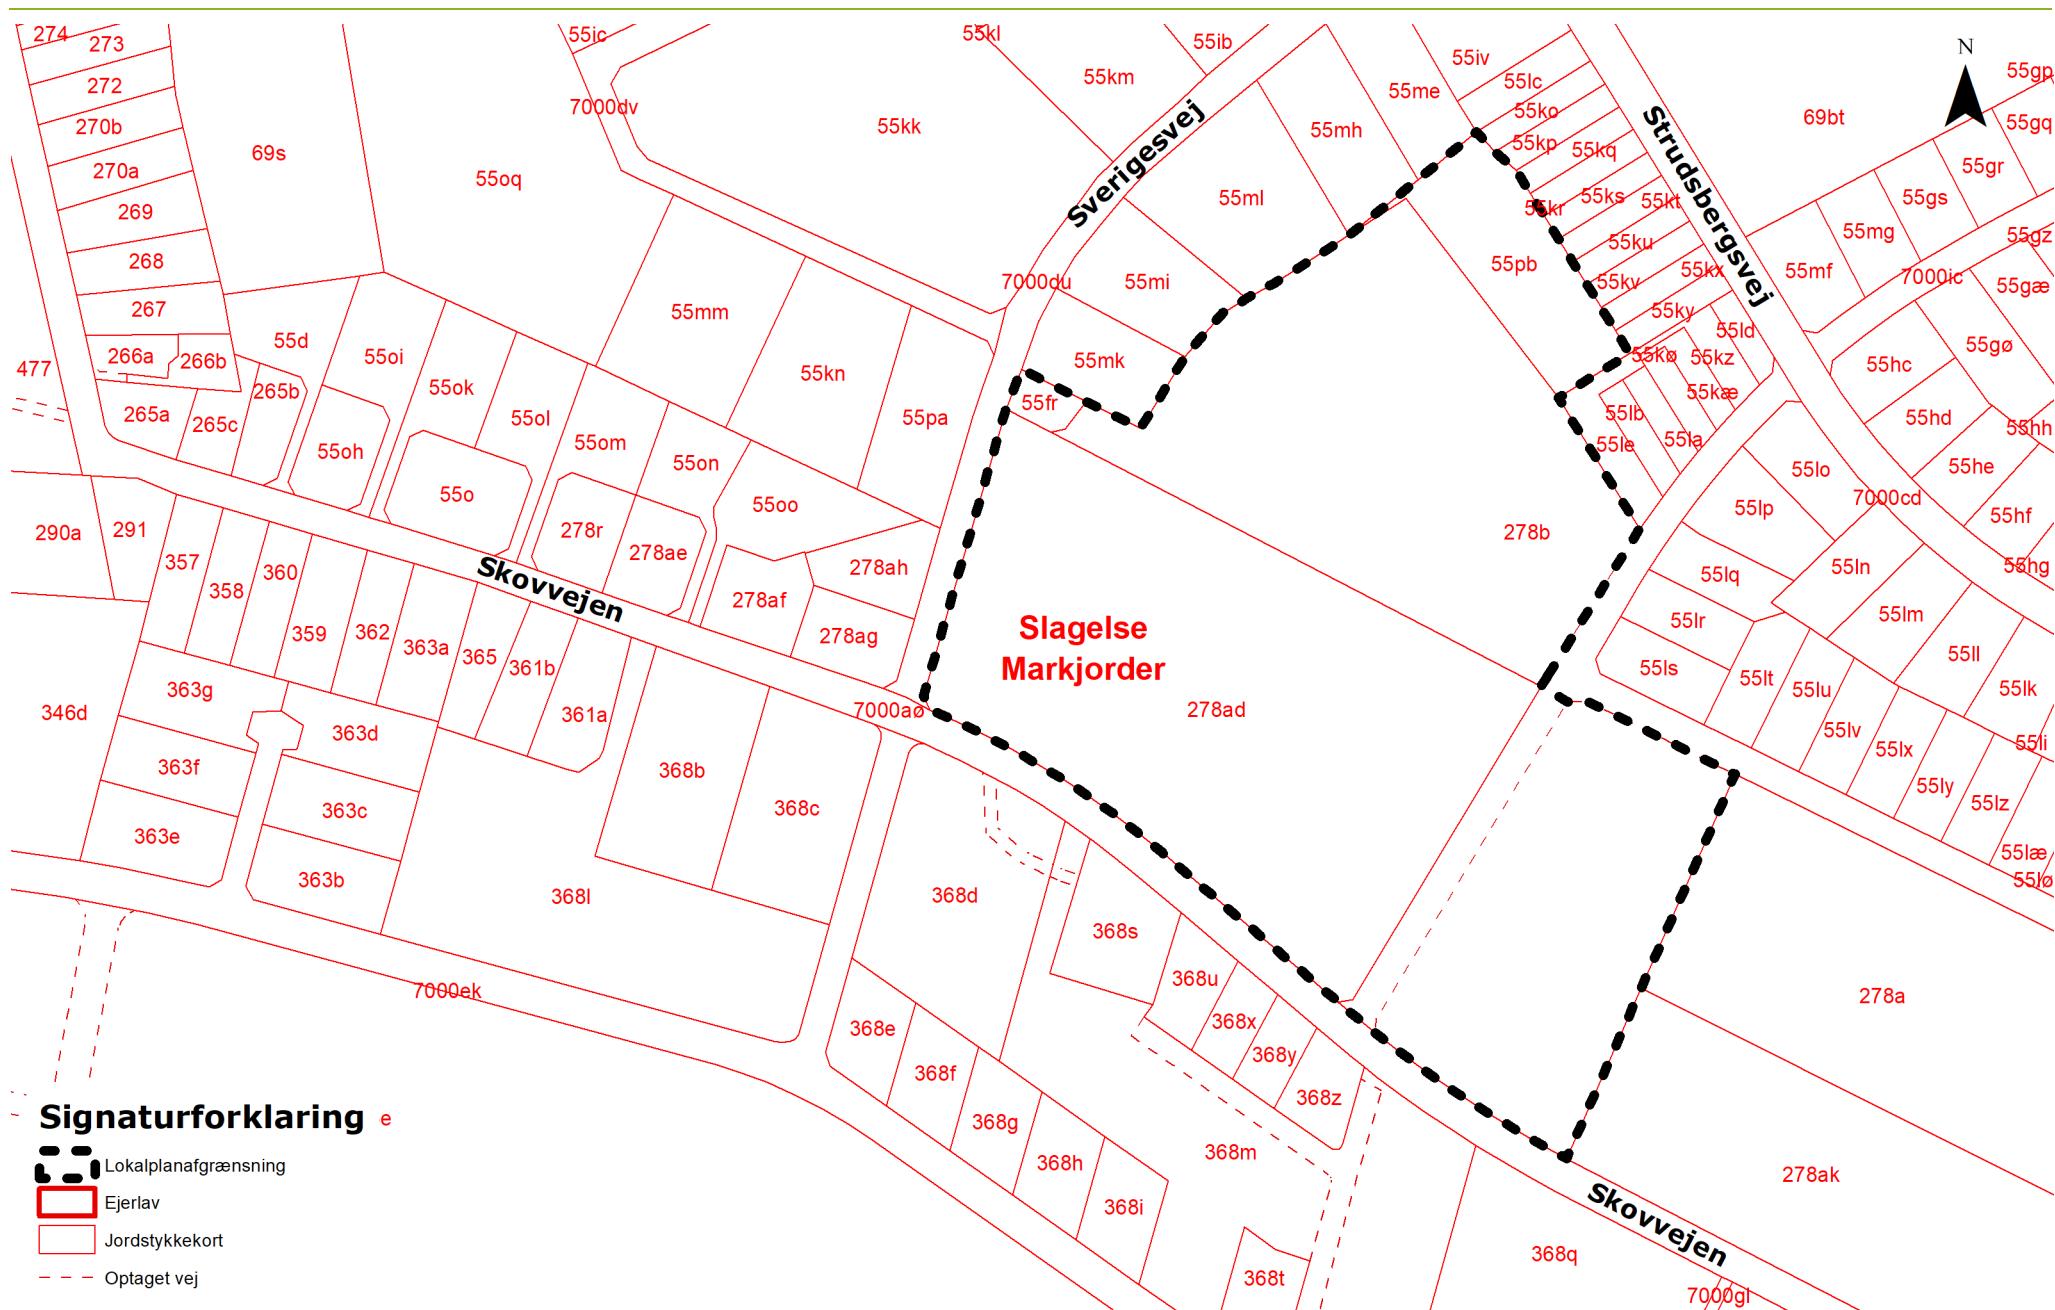 274
273
272
270b
270a
269
268
267
266a
266b
265a
265c
265b
477
69s
55ic
7000dv
55oq
55kk
55kl
55km
55ib
Sverigesvej
55mh
55me
55iv
55lc
55ko
55kp
55kq
55kr
55ks
55kt
55ku
55kv
55kx
55ky
55kø
55ld
55kz
55kæ
55lb
55la
55le
Strudsbergsvej
69bt
N
55gp
55gq
55gr
55gs
55mg
55mf
55gz
7000ic
55gæ
55gø
55hc
55hd
55hh
55he
55hf
55hg
7000cd
55ml
55mi
7000du
55mk
55fr
55pb
55mm
55kn
55pa
55d
55oi
55ok
55ol
55om
55on
55oo
55oh
55o
278r
278ae
278ah
278af
278ag
Skovvejen
290a
291
357
358
360
359
362
363a
365
361b
361a
346d
363g
363d
363f
363c
363e
363b
368b
368c
368l
7000aø
7000ek
Slagelse
Markjorder
278b
278ad
55lo
55lp
55lq
55ln
55lr
55lm
55ls
55lt
55ll
55lu
55lk
55lv
55lx
55li
55ly
55lz
55læ
55lø
278a
278ak
368d
368s
368u
368x
368y
368z
368e
368f
368g
368h
368i
368m
368t
368q
Skovvejen
7000gl
Signaturforklaring
e
Lokalplanafgrænsning
Ejerlav
Jordstykkekort
Optaget vej